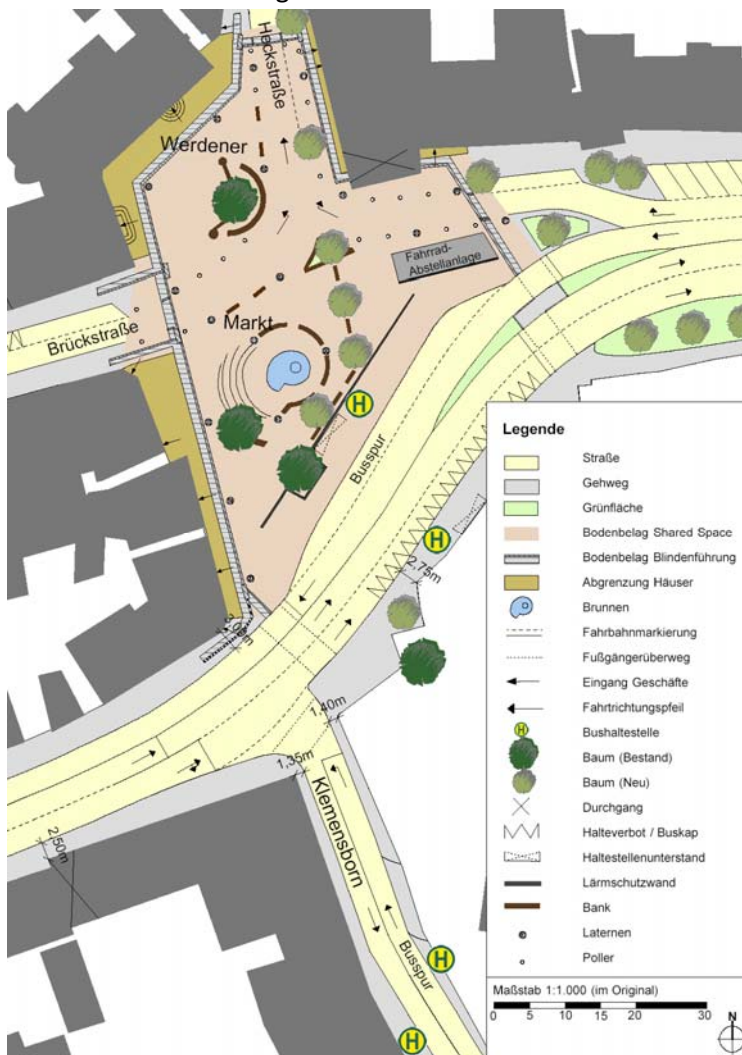 Heckstraße
Werdener
Fahrrad-
Abstellanlage
Markt
Brückstraße
H
Busspur
H
2,75m
1,40m
1,35m
Klemensborn
2,50m
Busspur
H
H
Legende
Straße
Gehweg
Grünfläche
Bodenbelag Shared Space
Bodenbelag Blindenführung
Abgrenzung Häuser
Brunnen
Fahrbahnmarkierung
Fußgängerüberweg
Eingang Geschäfte
Fahrtrichtungspfeil
H Bushaltestelle
Baum (Bestand)
Baum (Neu)
Durchgang
Halteverbot / Buskap
Haltestellenunterstand
Lärmschutzwand
Bank
Laternen
Poller
Maßstab 1:1.000 (im Original)
0 5 10 15 20 30
N